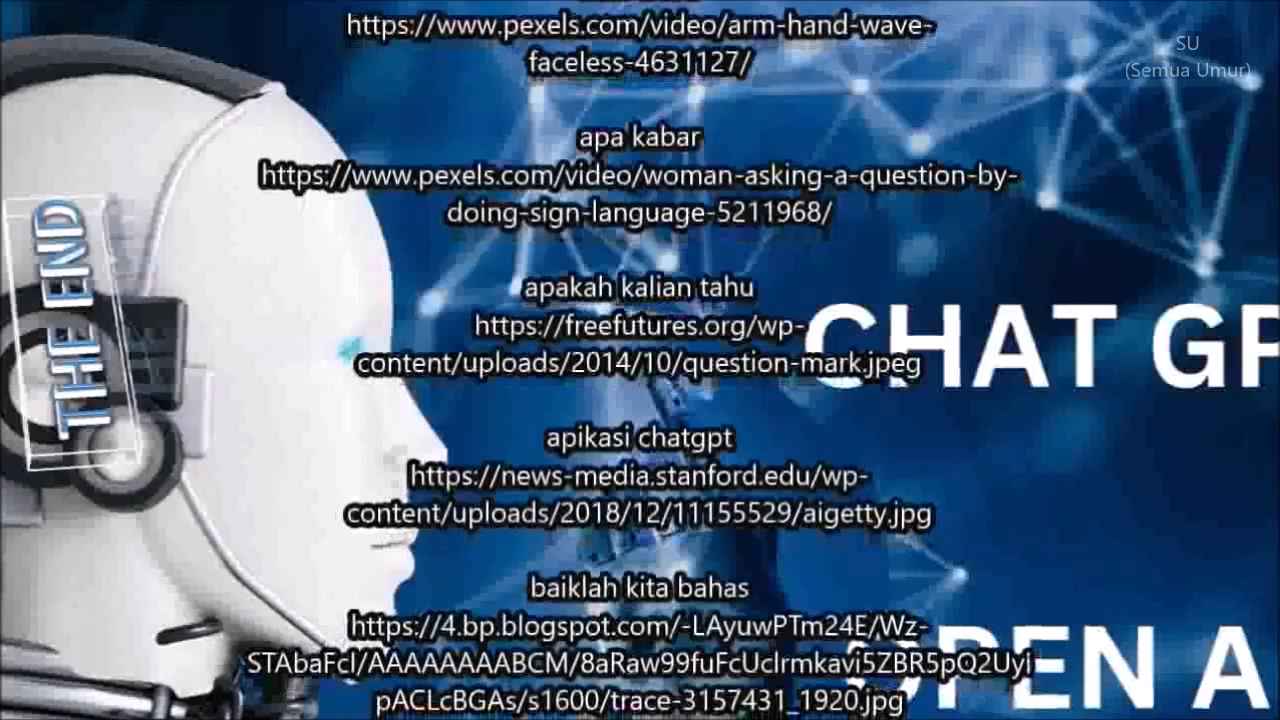 https://www.pexels.com/video/arm-hand-wave-
faceless-4631127/
SU
(Semua Umur)
apa kabar
https://www.pexels.com/video/woman-asking-a-question-by-
doing-sign-language-5211968/
THE END
apakah kalian tahu
https://freefutures.org/wp-
content/uploads/2014/10/question-mark.jpeg
CHAT GP
apikasi chatgpt
https://news-media.stanford.edu/wp-
content/uploads/2018/12/11155529/aigetty.jpg
baiklah kita bahas
https://4.bp.blogspot.com/-LAyuwPTm24E/Wz-
pACLcBGAs/s1600/trace-3157431_1920.jpg
OPEN A